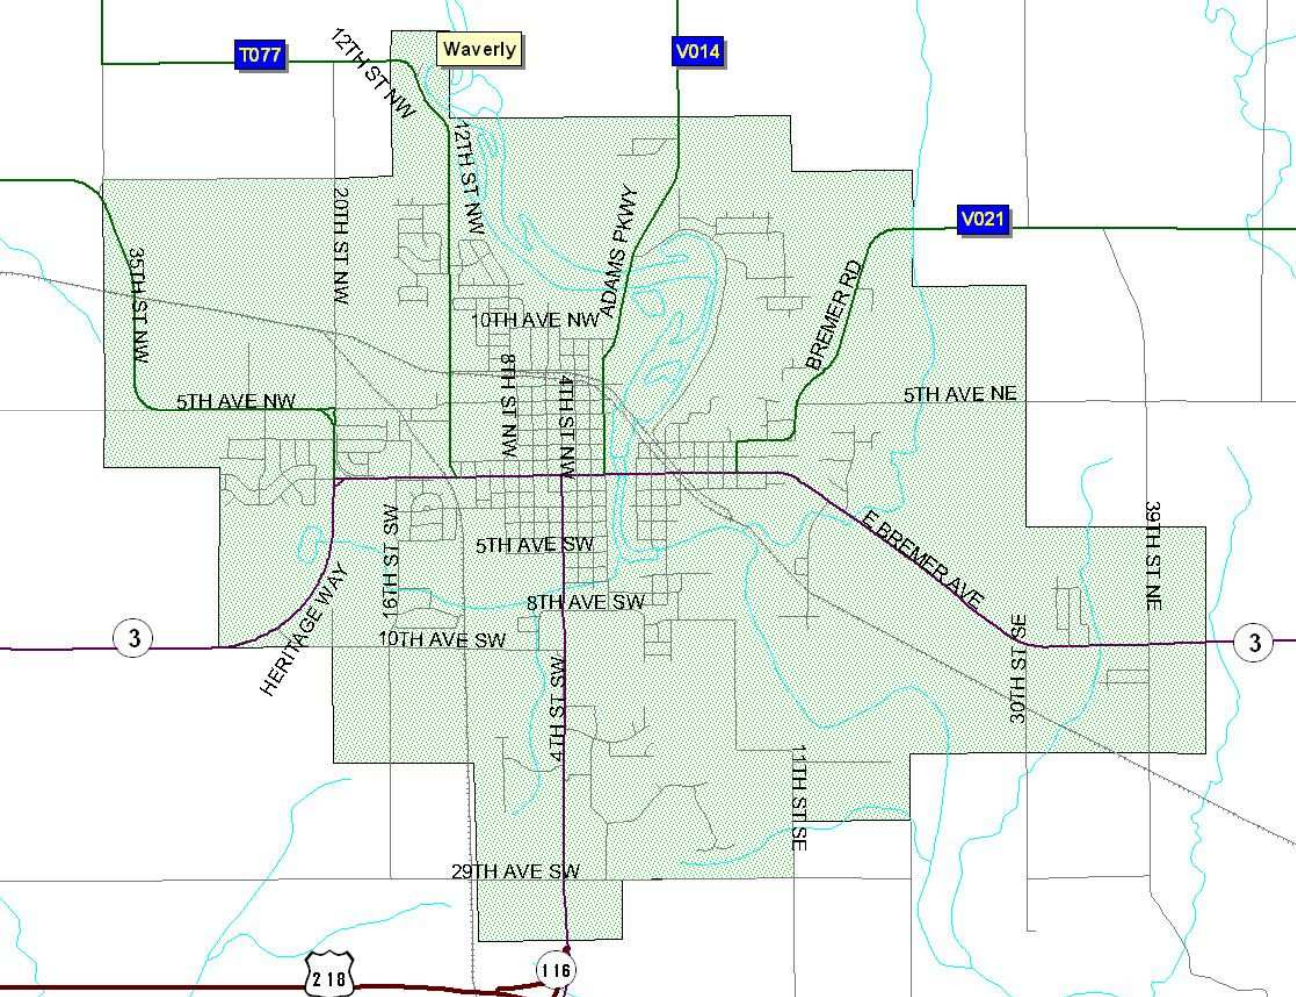 12TH ST NW
Waverly
T077
V014
12TH ST NW
20TH ST NW
ADAMS PKWY
V021
35TH ST NW
BREMER RD
10TH AVE NW
8TH ST NW
4TH ST NW
5TH AVE NW
5TH AVE NE
16TH ST SW
5TH AVE SW
E BREMER AVE
39TH ST NE
HERITAGE WAY
8TH AVE SW
3
10TH AVE SW
30TH ST SE
3
4TH ST SW
11TH ST SE
29TH AVE SW
218
116